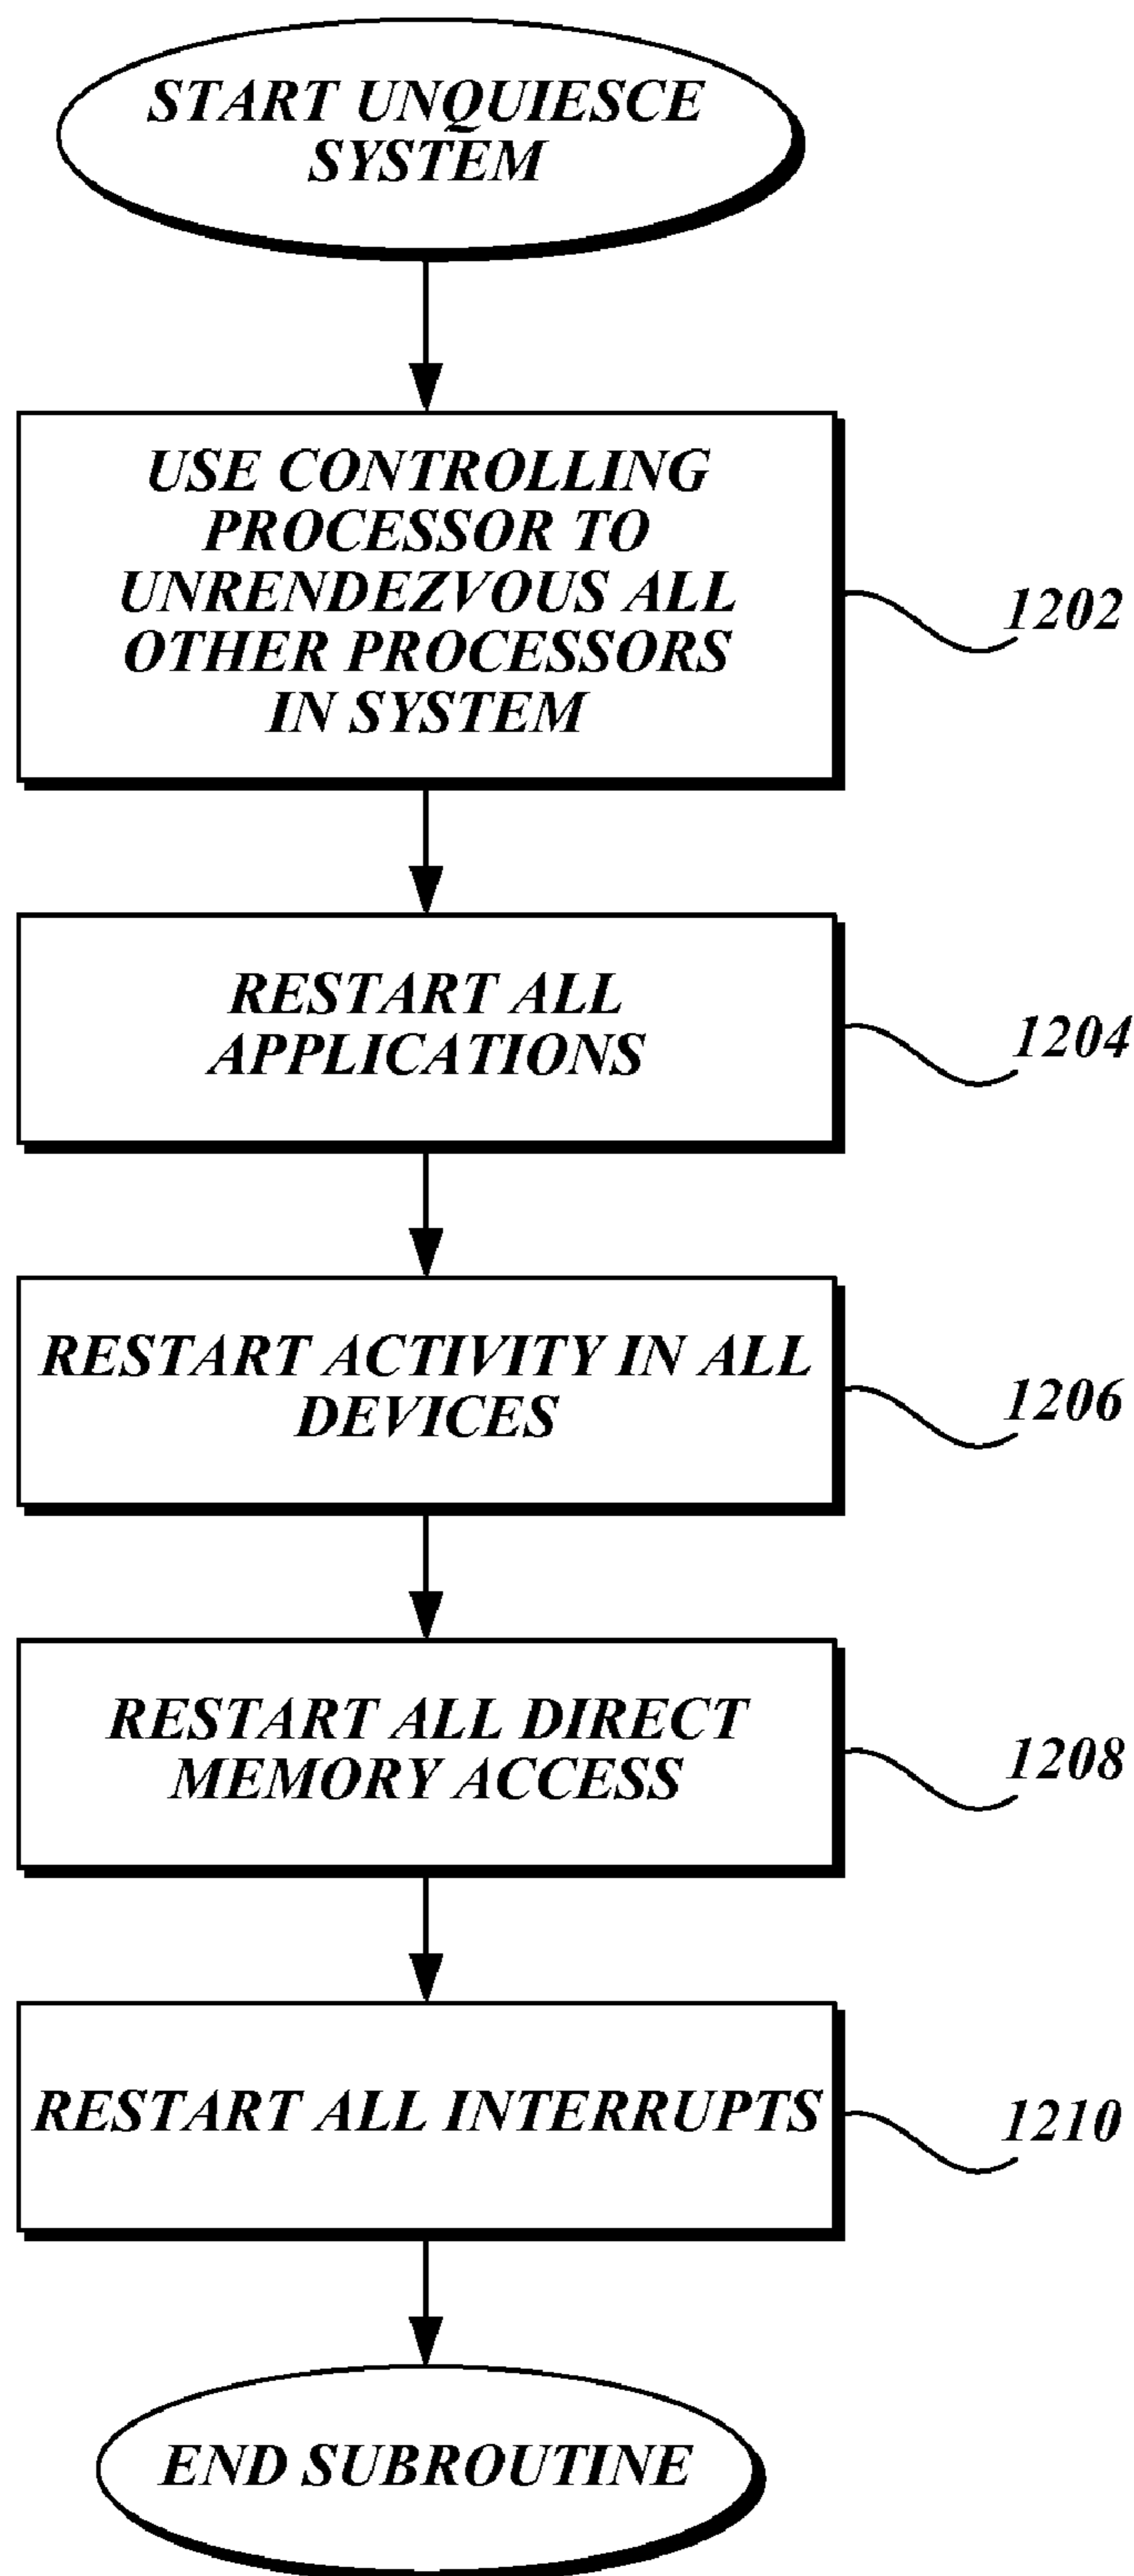 START UNQUIESCE
SYSTEM
USE CONTROLLING
PROCESSOR TO
UNRENDEZVOUS ALL
OTHER PROCESSORS
IN SYSTEM
1202
RESTART ALL
APPLICATIONS
1204
RESTART ACTIVITY IN ALL
DEVICES
1206
RESTART ALL DIRECT
MEMORY ACCESS
1208
RESTART ALL INTERRUPTS
1210
END SUBROUTINE